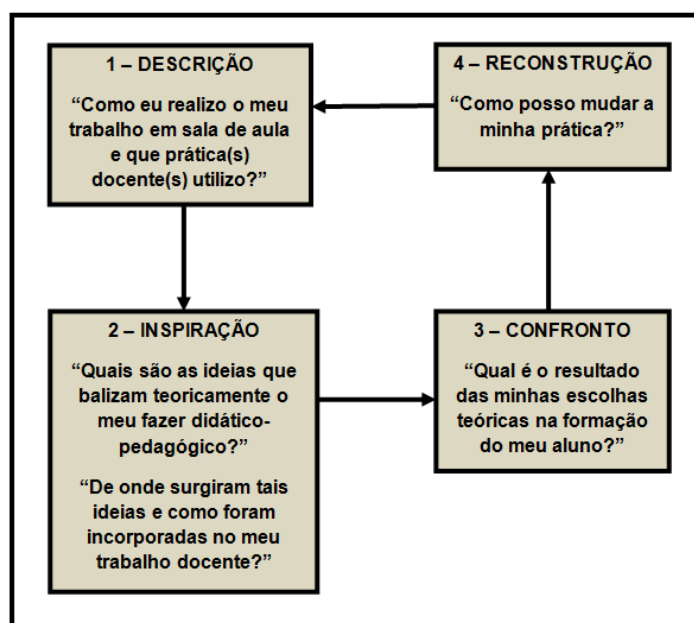 1 – DESCRIÇÃO
“Como eu realizo o meu
trabalho em sala de aula
e que prática(s)
docente(s) utilizo?”
2 – INSPIRAÇÃO
“Quais são as ideias que
balizam teoricamente o
meu fazer didático-
pedagógico?”
“De onde surgiram tais
ideias e como foram
incorporadas no meu
trabalho docente?”
3 – CONFRONTO
“Qual é o resultado
das minhas escolhas
teóricas na formação
do meu aluno?”
4 – RECONSTRUÇÃO
“Como posso mudar a
minha prática?”